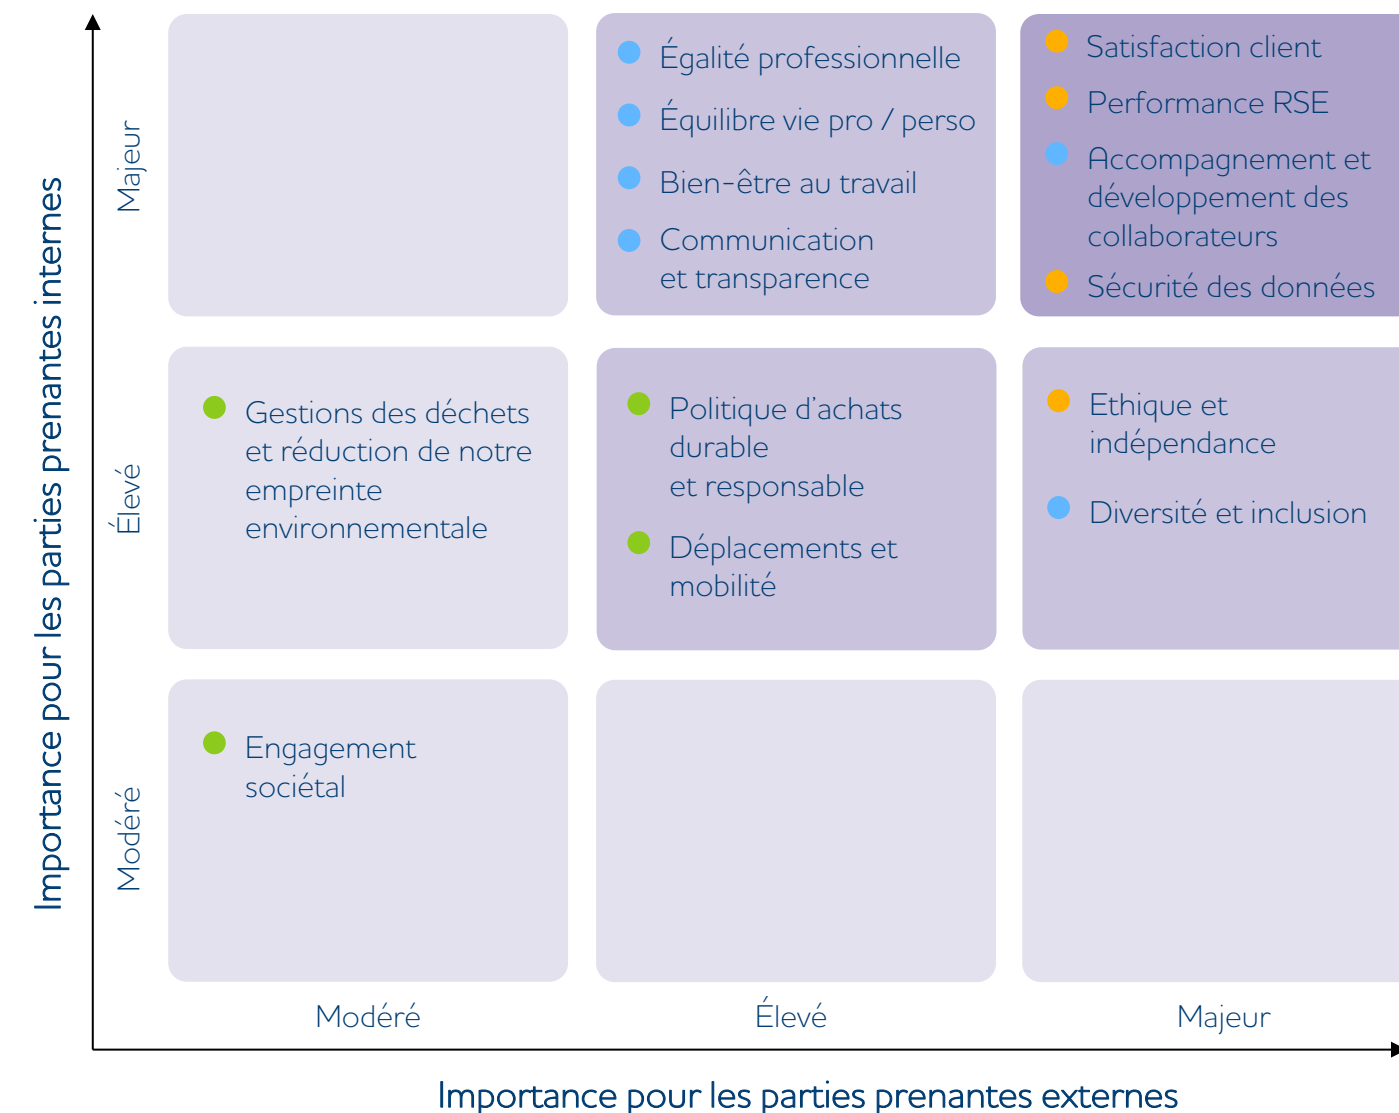 Importance pour les parties prenantes internes
Majeur
Égalité professionnelle
Équilibre vie pro / perso
Bien-être au travail
Communication
et transparence
Satisfaction client
Performance RSE
Accompagnement et
développement des
collaborateurs
Sécurité des données
Élevé
Gestions des déchets
et réduction de notre
empreinte
environnementale
Politique d’achats
durable
et responsable
Déplacements et
mobilité
Ethique et
indépendance
Diversité et inclusion
Modéré
Engagement
sociétal
Modéré
Élevé
Majeur
Importance pour les parties prenantes externes